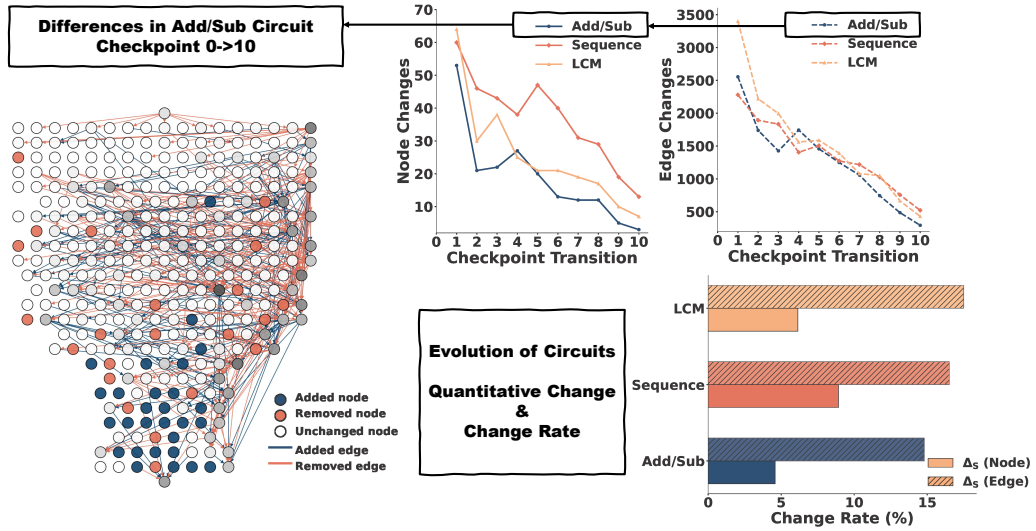 Differences in Add/Sub Circuit
Checkpoint 0->10
Added node
Removed node
Unchanged node
Added edge
Removed edge
70
60
50
40
30
20
10
Node Changes
0 1 2 3 4 5 6 7 8 9 10
Checkpoint Transition
Add/Sub
Sequence
LCM
3500
3000
2500
2000
1500
1000
500
Edge Changes
0 1 2 3 4 5 6 7 8 9 10
Checkpoint Transition
Add/Sub
Sequence
LCM
Evolution of Circuits
Quantitative Change
&
Change Rate
LCM
Sequence
Add/Sub
0 5 10 15
Change Rate (%)
Δ_S (Node)
Δ_S (Edge)